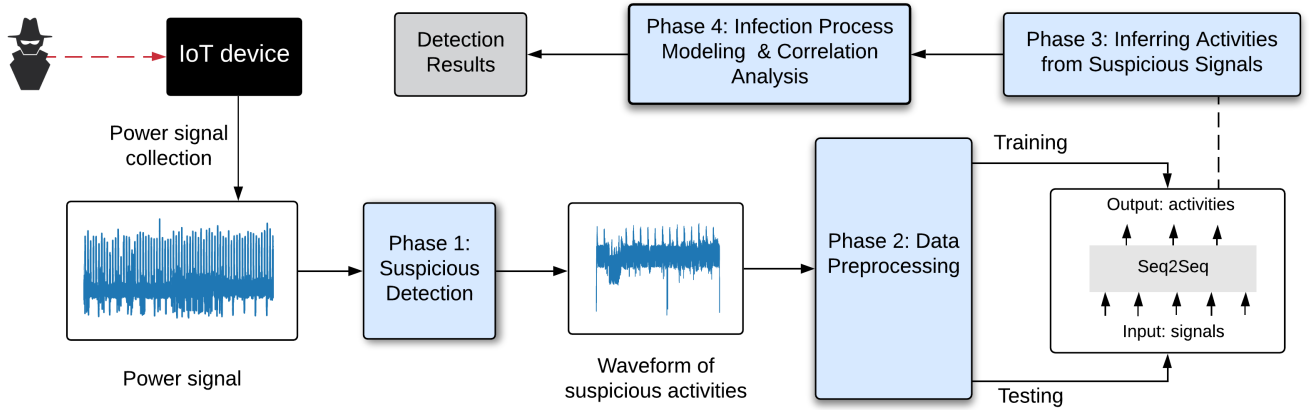 IoT device
Detection
Results
Phase 4: Infection Process
Modeling & Correlation
Analysis
Phase 3: Inferring Activities
from Suspicious Signals
Power signal
collection
Training
Phase 1:
Suspicious
Detection
Phase 2: Data
Preprocessing
Output: activities
Seq2Seq
Input: signals
Power signal
Waveform of
suspicious activities
Testing